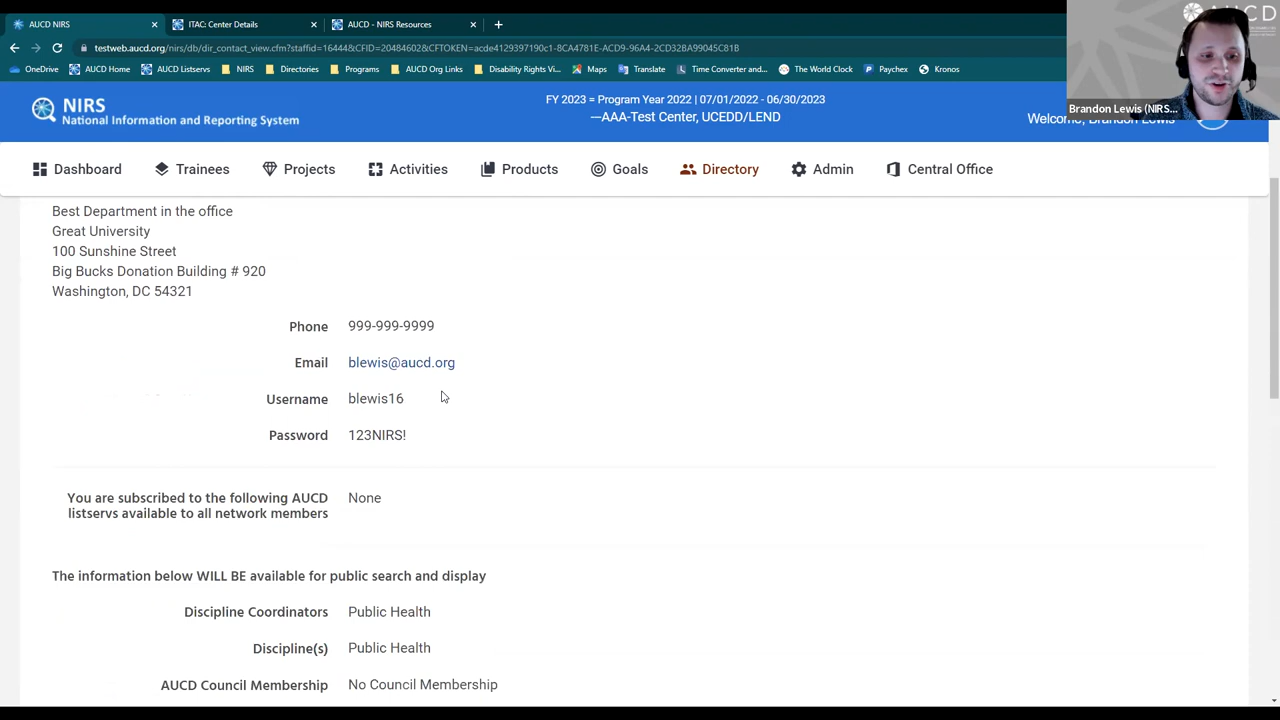 AUCD NIRS
ITAC: Center Details
AUCD - NIRS Resources
AUCD
testweb.aucd.org/nirs/db/dir_contact_view.cfm?staffid=16444&CFID=20484602&CFTOKEN=acde4129397190c1-8CA4781E-ACD9-96A4-2CD328A99045C81B
OneDrive
AUCD Home
AUCD Listservs
NIRS
Directories
Programs
AUCD Org Links
Disability Rights Vi...
Maps
Translate
Time Converter and...
The World Clock
Paychex
Kronos
Brandon Lewis (NIRS...
NIRS
National Information and Reporting System
FY 2023 = Program Year 2022 | 07/01/2022 - 06/30/2023
—AAA-Test Center, UCEDD/LEND
Welcome, Brandon Lewis
Dashboard
Trainees
Projects
Activities
Products
Goals
Directory
Admin
Central Office
Best Department in the office
Great University
100 Sunshine Street
Big Bucks Donation Building # 920
Washington, DC 54321
Phone 999-999-9999
Email blewis@aucd.org
Username blewis16
Password 123NIRS!
You are subscribed to the following AUCD None
listservs available to all network members
The information below WILL BE available for public search and display
Discipline Coordinators Public Health
Discipline(s) Public Health
AUCD Council Membership No Council Membership